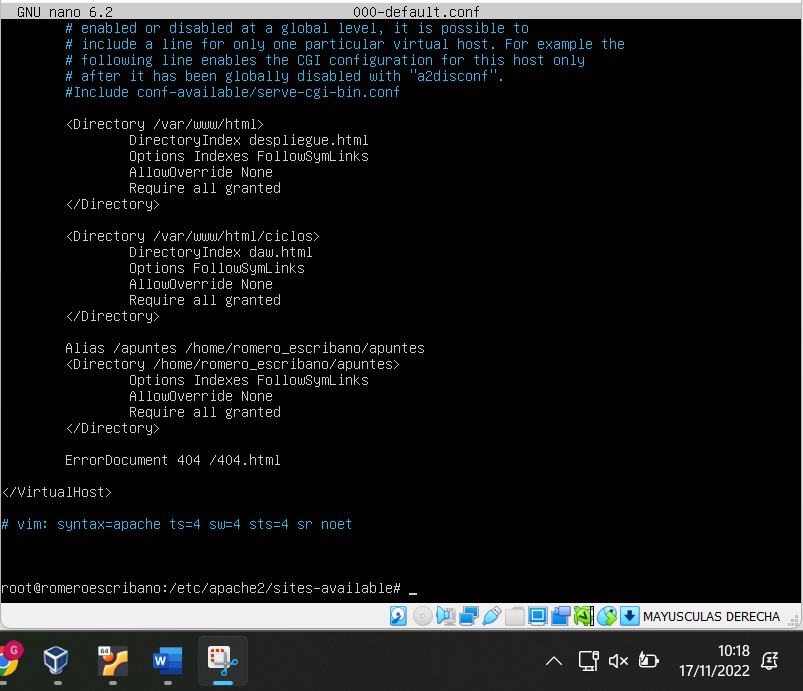 GNU nano 6.2 000-default.conf
# enabled or disabled at a global level, it is possible to
# include a line for only one particular virtual host. For example the
# following line enables the CGI configuration for this host only
# after it has been globally disabled with "a2disconf".
#Include conf-available/serve-cgi-bin.conf
<Directory /var/www/html>
DirectoryIndex despliegue.html
Options Indexes FollowSymLinks
AllowOverride None
Require all granted
</Directory>
<Directory /var/www/html/ciclos>
DirectoryIndex daw.html
Options FollowSymLinks
AllowOverride None
Require all granted
</Directory>
Alias /apuntes /home/romero_escribano/apuntes
<Directory /home/romero_escribano/apuntes>
Options Indexes FollowSymLinks
AllowOverride None
Require all granted
</Directory>
ErrorDocument 404 /404.html
</VirtualHost>
# vim: syntax=apache ts=4 sw=4 sts=4 sr noet
root@romeroescribano:/etc/apache2/sites-available# _
MAYUSCULAS DERECHA
G
64
W
10:18
17/11/2022